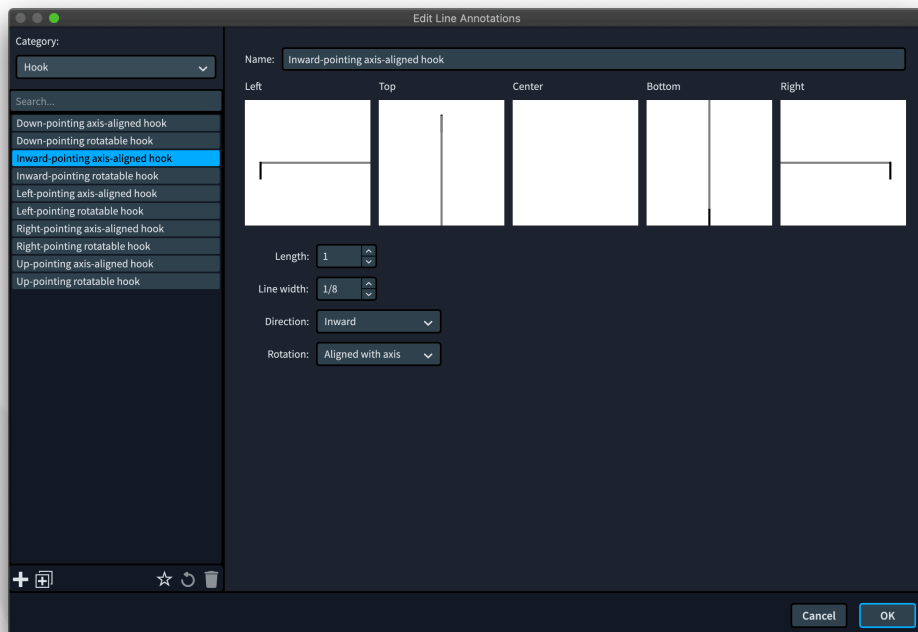 Edit Line Annotations
Category:
Hook
Search...
Down-pointing axis-aligned hook
Down-pointing rotatable hook
Inward-pointing axis-aligned hook
Inward-pointing rotatable hook
Left-pointing axis-aligned hook
Left-pointing rotatable hook
Right-pointing axis-aligned hook
Right-pointing rotatable hook
Up-pointing axis-aligned hook
Up-pointing rotatable hook
Name: Inward-pointing axis-aligned hook
Left Top Center Bottom Right
Length: 1
Line width: 1/8
Direction: Inward
Rotation: Aligned with axis
Cancel OK